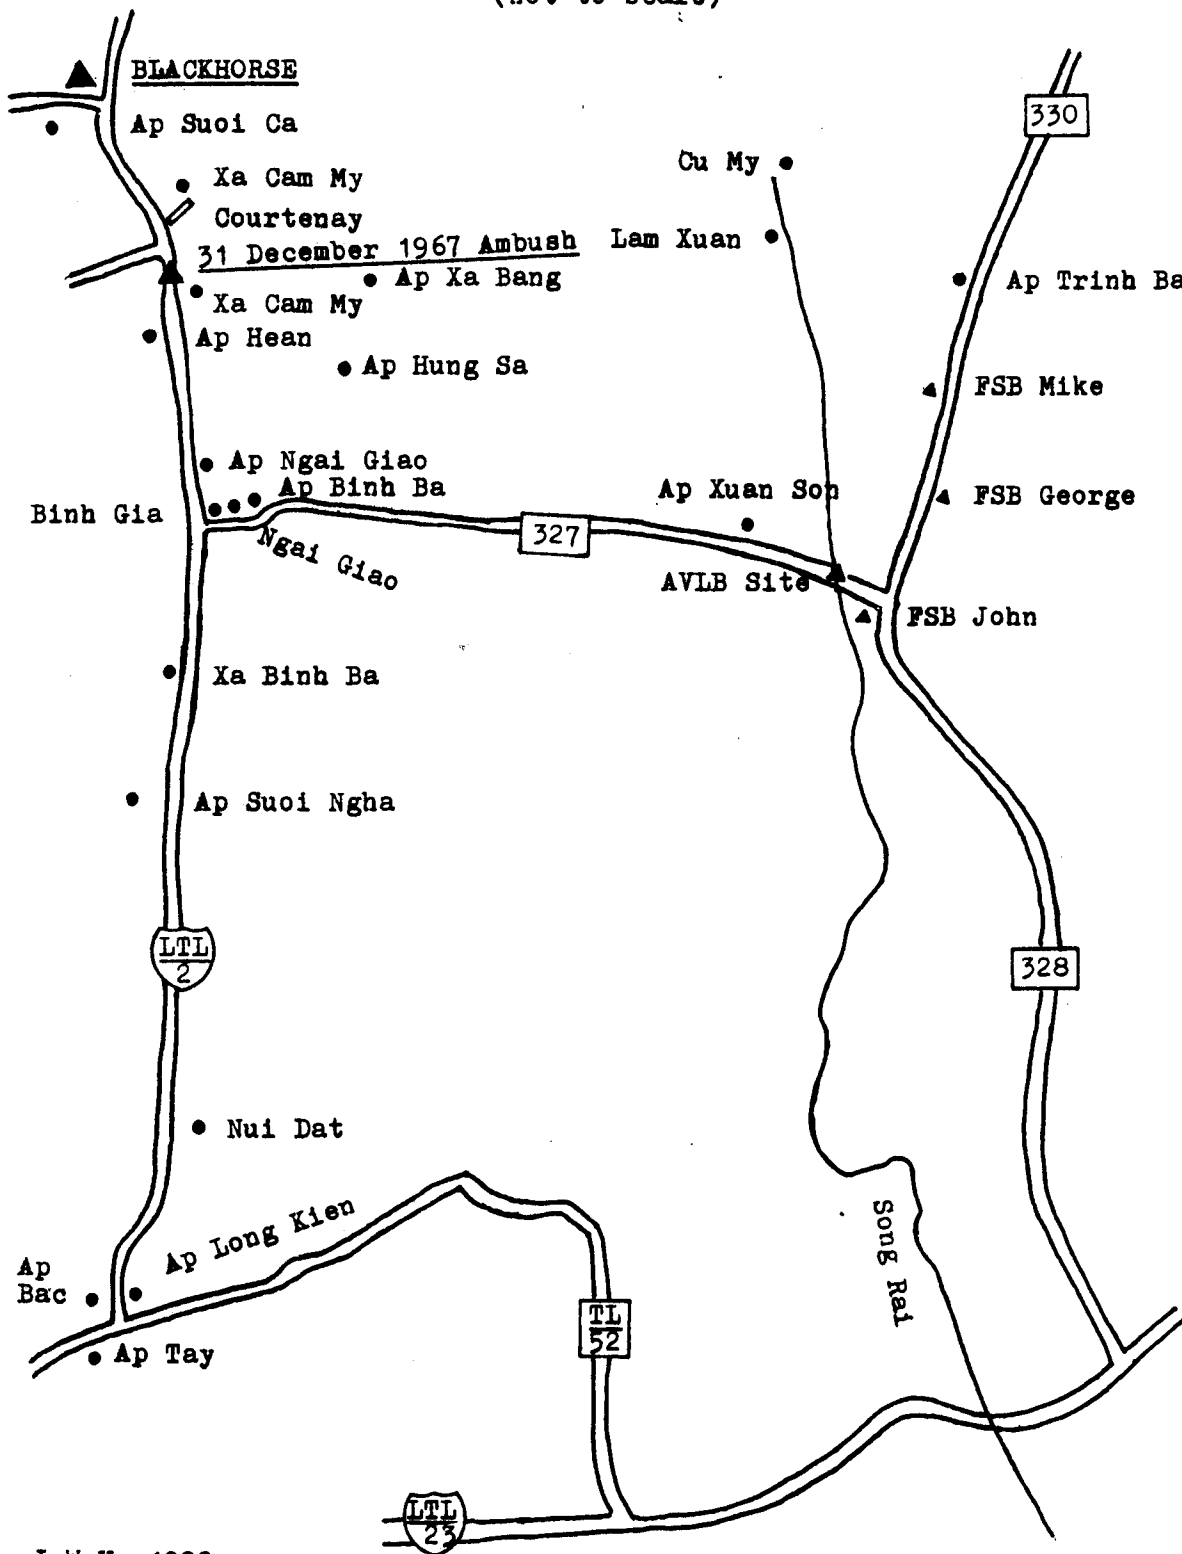 (not to scale)
BLACKHORSE
330
Ap Suoi Ca
Cu My
Xa Cam My
Courtenay
31 December 1967 Ambush
Lam Xuan
Ap Xa Bang
Ap Trinh Ba
Xa Cam My
Ap Hean
Ap Hung Sa
FSB Mike
Ap Ngai Giao
Ap Binh Ba
Ap Xuan Son
FSB George
Binh Gia
327
Ngai Giao
AVLB Site
FSB John
Xa Binh Ba
Ap Suoi Ngha
LTL
2
328
Nui Dat
Ap Long Kien
Song Rai
Ap
Bac
TL
52
Ap Tay
LTL
23